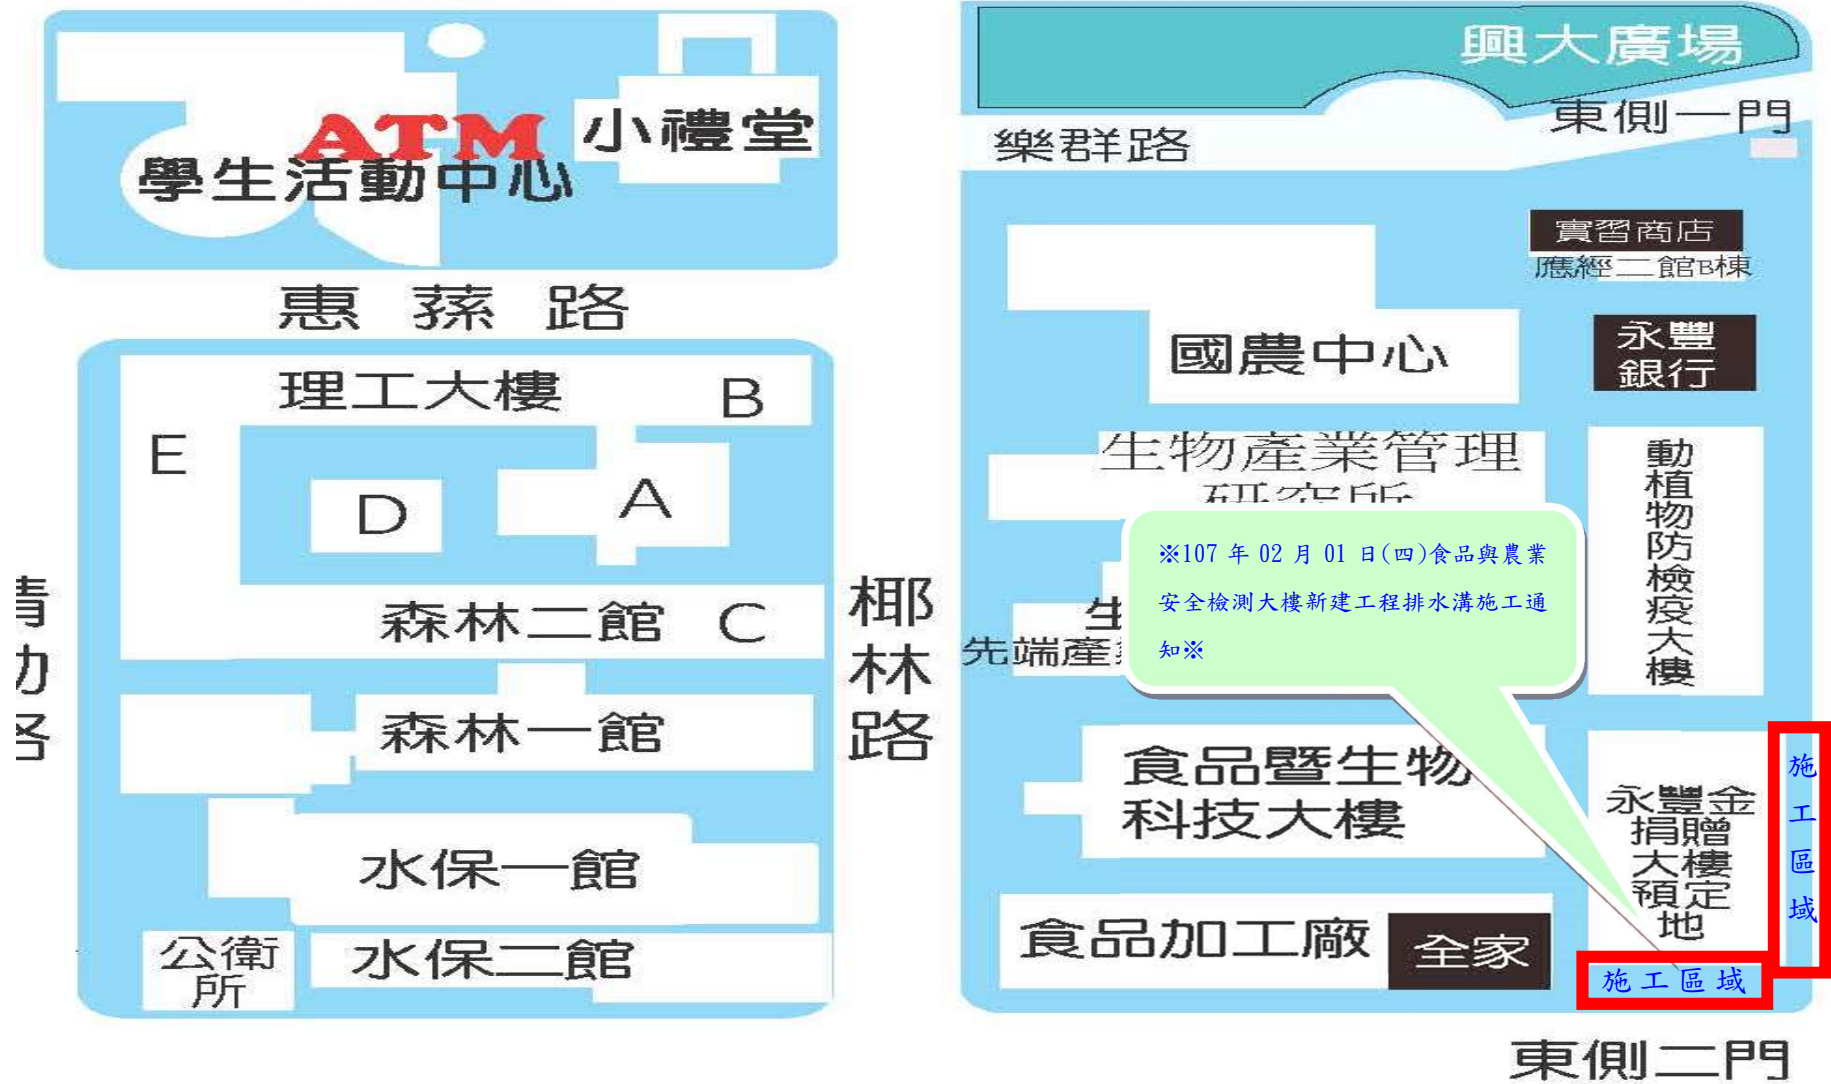 興大廣場
東側一門
樂群路
ATM
小禮堂
學生活動中心
實習商店
應經二館B棟
惠蓀路
國農中心
永豐
銀行
理工大樓
B
E
D
A
生物產業管理
研究所
動植物防檢疫大樓
※107 年 02 月 01 日(四)食品與農業
安全檢測大樓新建工程排水溝施工通
知※
森林二館
C
椰林路
生
先端產
森林一館
食品暨生物
科技大樓
永豐金
捐贈
大樓
預定
地
施工區域
水保一館
食品加工廠
全家
公衛
所
水保二館
施工區域
東側二門